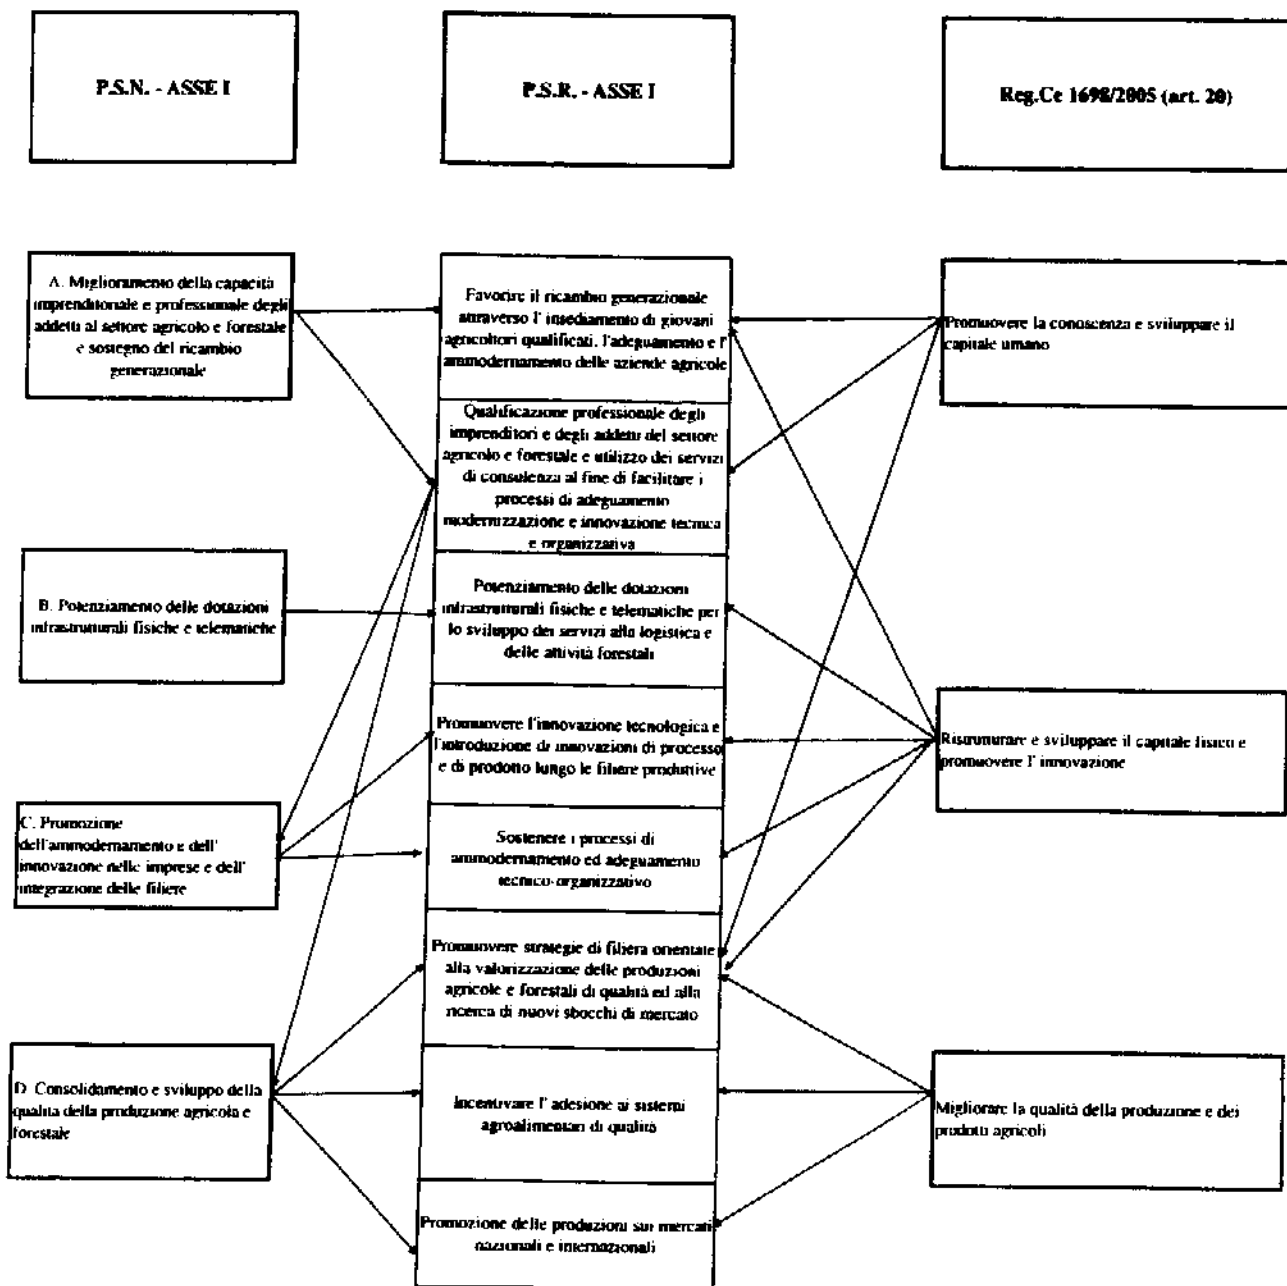 P.S.N. - ASSE I
P.S.R. - ASSE I
Reg.Ce 1698/2005 (art. 20)
A. Miglioramento della capacità
imprenditoriale e professionale degli
addetti al settore agricolo e forestale
e sostegno del ricambio
generazionale
B. Potenziamento delle dotazioni
infrastrutturali fisiche e telematiche
C. Promozione
dell'ammodernamento e dell'
innovazione nelle imprese e dell'
integrazione delle filiere
D. Consolidamento e sviluppo della
qualità della produzione agricola e
forestale
Favorire il ricambio generazionale
attraverso l' insediamento di giovani
agricoltori qualificati, l'adeguamento e l'
ammodernamento delle aziende agricole
Qualificazione professionale degli
imprenditori e degli addetti del settore
agricolo e forestale e utilizzo dei servizi
di consulenza al fine di facilitare i
processi di adeguamento
modernizzazione e innovazione tecnica
e organizzativa
Potenziamento delle dotazioni
infrastrutturali fisiche e telematiche per
lo sviluppo dei servizi alla logistica e
delle attività forestali
Promuovere l'innovazione tecnologica e
l'introduzione di innovazioni di processo
e di prodotto lungo le filiere produttive
Sostenere i processi di
ammodernamento ed adeguamento
tecnico-organizzativo
Promuovere strategie di filiera orientate
alla valorizzazione delle produzioni
agricole e forestali di qualità ed alla
ricerca di nuovi sbocchi di mercato
Incentivare l' adesione ai sistemi
agroalimentari di qualità
Promozione delle produzioni sui mercati
nazionali e internazionali
Promuovere la conoscenza e sviluppare il
capitale umano
Ristrutturare e sviluppare il capitale fisico e
promuovere l' innovazione
Migliorare la qualità della produzione e dei
prodotti agricoli